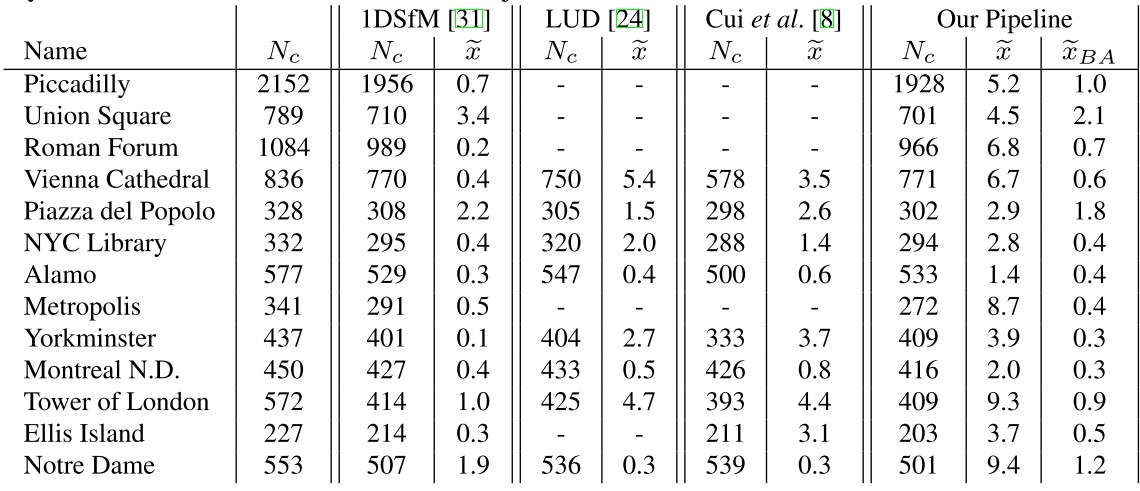 1DSfM [31] LUD [24] Cui et al. [8] Our Pipeline
Name N_c N_c x̃ N_c x̃ N_c x̃ N_c x̃ x̃_BA
Piccadilly 2152 1956 0.7 - - - - 1928 5.2 1.0
Union Square 789 710 3.4 - - - - 701 4.5 2.1
Roman Forum 1084 989 0.2 - - - - 966 6.8 0.7
Vienna Cathedral 836 770 0.4 750 5.4 578 3.5 771 6.7 0.6
Piazza del Popolo 328 308 2.2 305 1.5 298 2.6 302 2.9 1.8
NYC Library 332 295 0.4 320 2.0 288 1.4 294 2.8 0.4
Alamo 577 529 0.3 547 0.4 500 0.6 533 1.4 0.4
Metropolis 341 291 0.5 - - - - 272 8.7 0.4
Yorkminster 437 401 0.1 404 2.7 333 3.7 409 3.9 0.3
Montreal N.D. 450 427 0.4 433 0.5 426 0.8 416 2.0 0.3
Tower of London 572 414 1.0 425 4.7 393 4.4 409 9.3 0.9
Ellis Island 227 214 0.3 - - 211 3.1 203 3.7 0.5
Notre Dame 553 507 1.9 536 0.3 539 0.3 501 9.4 1.2